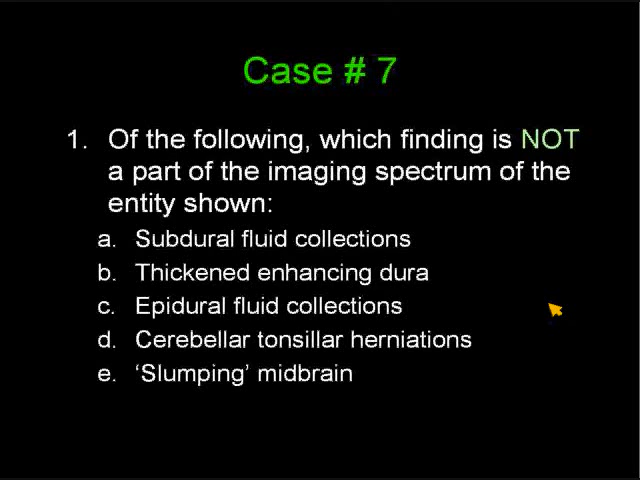 Case # 7
1. Of the following, which finding is NOT
a part of the imaging spectrum of the
entity shown:
a. Subdural fluid collections
b. Thickened enhancing dura
c. Epidural fluid collections
d. Cerebellar tonsillar herniations
e. ‘Slumping’ midbrain